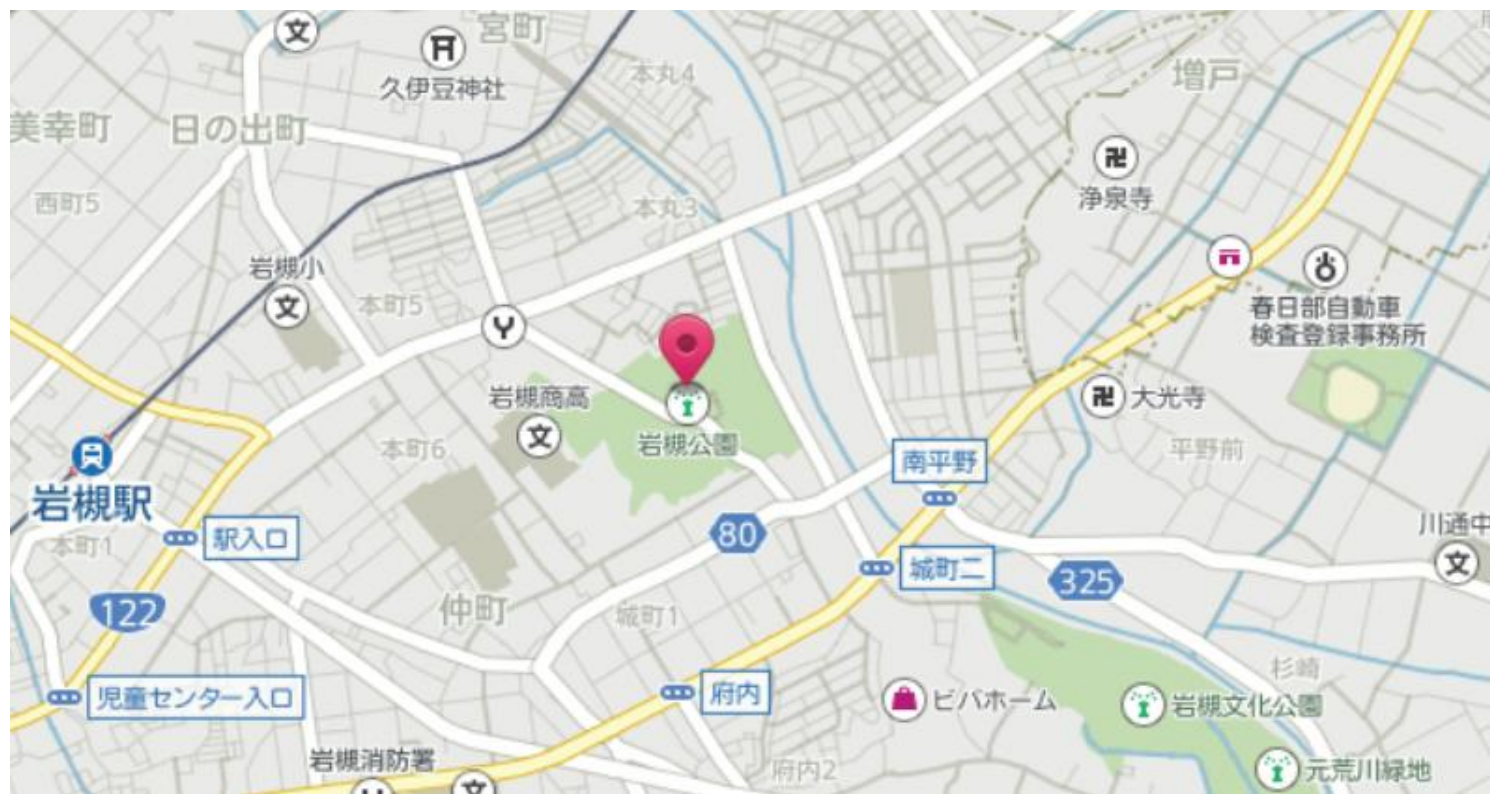 宮町
久伊豆神社
本丸4
増戸
美幸町
日の出町
浄泉寺
西町5
本丸3
岩槻小
本町5
春日部自動車
検査登録事務所
岩槻商高
大光寺
岩槻公園
本町6
平野前
南平野
岩槻駅
駅入口
80
川通中
本町1
城町二
325
122
仲町
城町1
杉崎
児童センター入口
府内
ビバホーム
岩槻文化公園
岩槻消防署
府内2
元荒川緑地